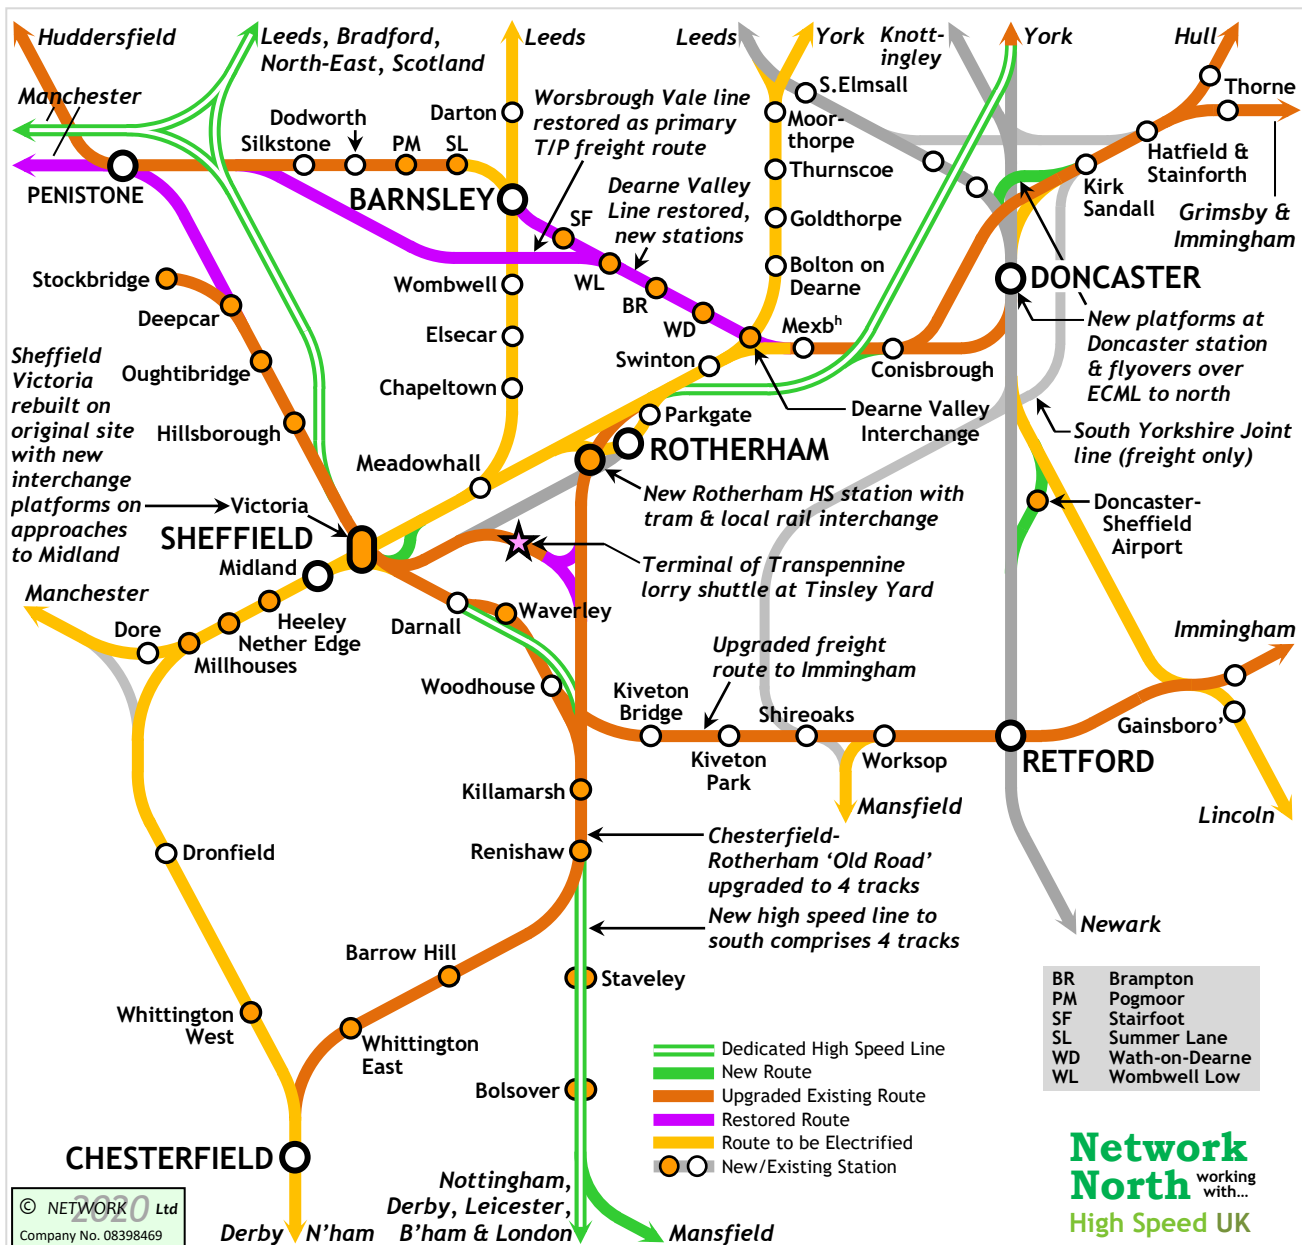 Huddersfield
Leeds, Bradford,
North-East, Scotland
Leeds
Leeds
York
Knott-
ingley
York
Hull
Manchester
Dodworth
Silkstone
PM
SL
Darton
Worsbrough Vale line
restored as primary
T/P freight route
S.Elmsall
Moor-
thorpe
Thorne
Hatfield &
Stainforth
PENISTONE
BARNSLEY
SF
Dearne Valley
Line restored,
new stations
Thurnscoe
Goldthorpe
Kirk
Sandall
Grimsby &
Immingham
Stockbridge
Deepcar
Wombwell
WL
BR
WD
Bolton on
Dearne
DONCASTER
Sheffield
Victoria
rebuilt on
original site
with new
interchange
platforms on
approaches
to Midland
Oughtibridge
Elsecar
Swinton
Mexbʰ
Conisbrough
New platforms at
Doncaster station
& flyovers over
ECML to north
Hillsborough
Chapeltown
Parkgate
Dearne Valley
Interchange
South Yorkshire Joint
line (freight only)
Meadowhall
ROTHERHAM
Victoria
SHEFFIELD
New Rotherham HS station with
tram & local rail interchange
Doncaster-
Sheffield
Airport
Midland
Terminal of Transpennine
lorry shuttle at Tinsley Yard
Manchester
Dore
Heeley
Nether Edge
Millhouses
Darnall
Waverley
Woodhouse
Upgraded freight
route to Immingham
Immingham
Kiveton
Bridge
Shireoaks
Kiveton
Park
Worksop
RETFORD
Gainsboro’
Killamarsh
Mansfield
Lincoln
Dronfield
Renishaw
Chesterfield-
Rotherham ‘Old Road’
upgraded to 4 tracks
New high speed line to
south comprises 4 tracks
Newark
Barrow Hill
Staveley
Whittington
West
Whittington
East
Bolsover
BR Brampton
PM Pogmoor
SF Stairfoot
SL Summer Lane
WD Wath-on-Dearne
WL Wombwell Low
Dedicated High Speed Line
New Route
Upgraded Existing Route
Restored Route
Route to be Electrified
New/Existing Station
CHESTERFIELD
Nottingham,
Derby, Leicester,
B’ham & London
Derby
N’ham
Mansfield
© NETWORK 2020 Ltd
Company No. 08398469
Network
North working
with…
High Speed UK